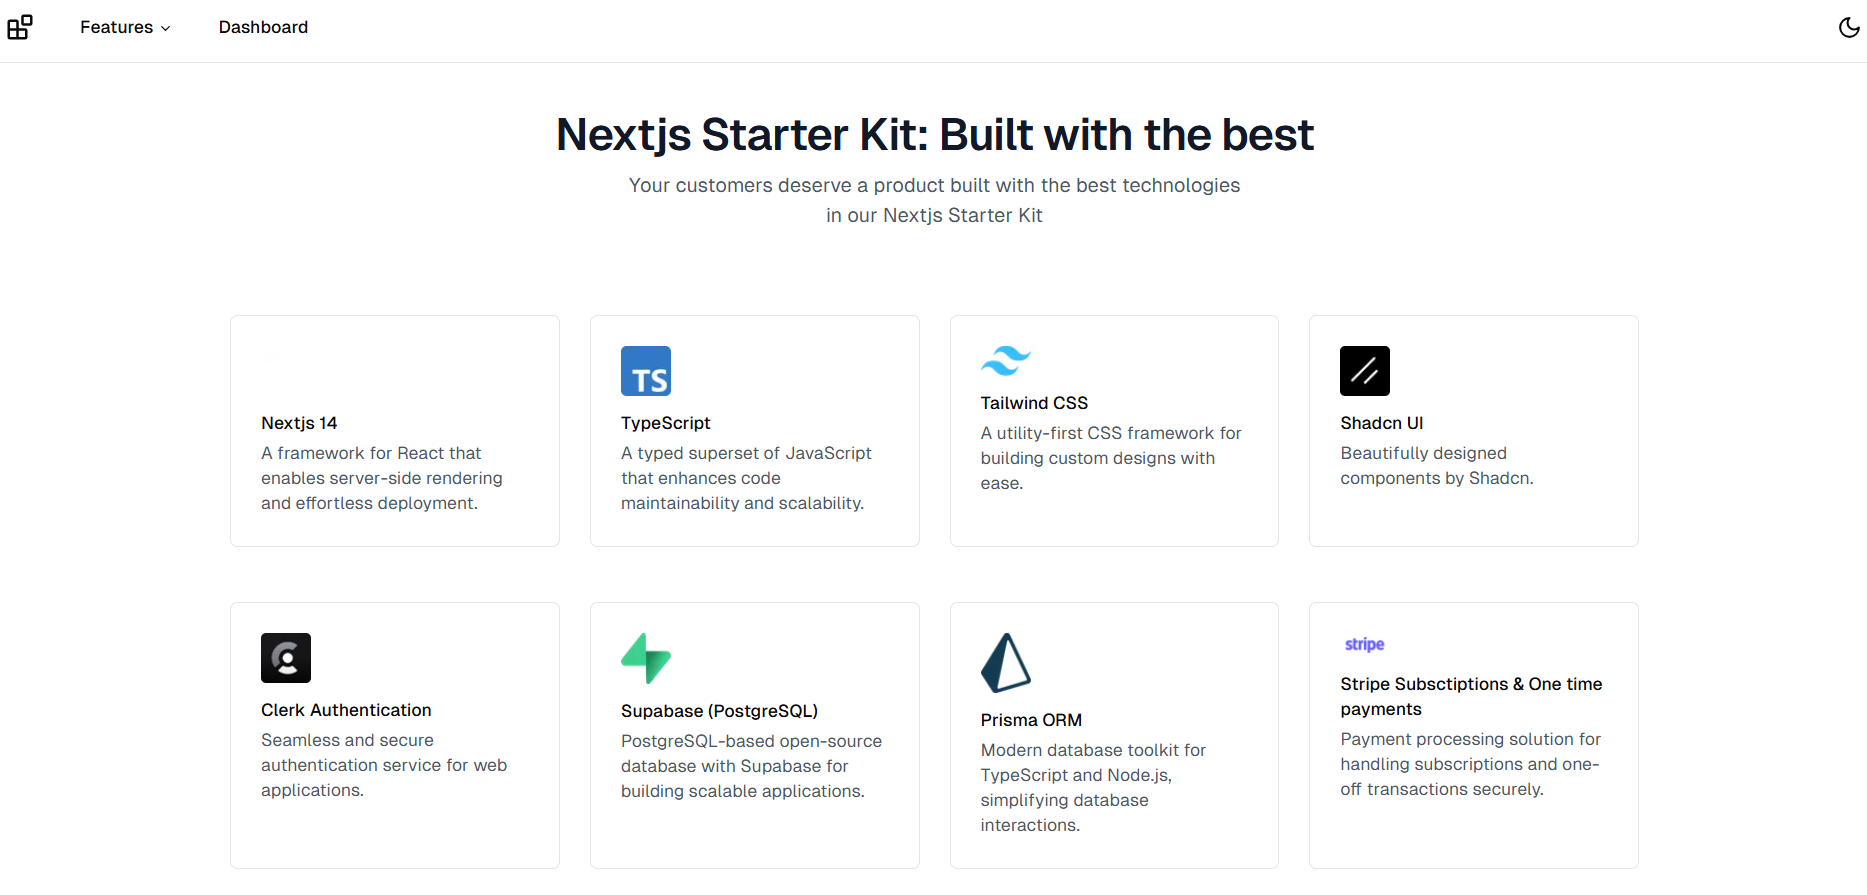 Features
Dashboard
Nextjs Starter Kit: Built with the best
Your customers deserve a product built with the best technologies
in our Nextjs Starter Kit
Nextjs 14
A framework for React that
enables server-side rendering
and effortless deployment.
TS
TypeScript
A typed superset of JavaScript
that enhances code
maintainability and scalability.
Tailwind CSS
A utility-first CSS framework for
building custom designs with
ease.
Shadcn UI
Beautifully designed
components by Shadcn.
Clerk Authentication
Seamless and secure
authentication service for web
applications.
Supabase (PostgreSQL)
PostgreSQL-based open-source
database with Supabase for
building scalable applications.
Prisma ORM
Modern database toolkit for
TypeScript and Node.js,
simplifying database
interactions.
stripe
Stripe Subsctiptions & One time
payments
Payment processing solution for
handling subscriptions and one-
off transactions securely.